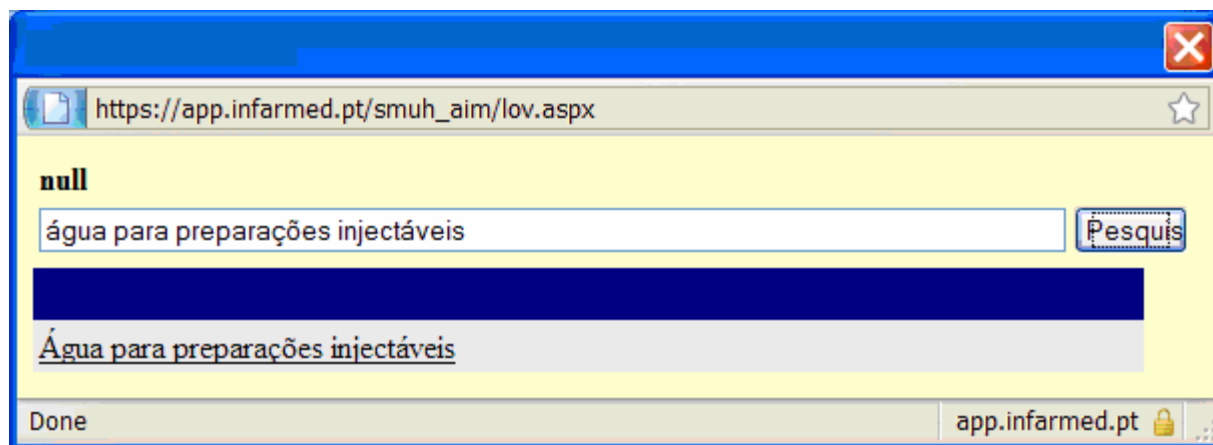 https://app.infarmed.pt/smuh_aim/lov.aspx
null
água para preparações injectáveis Pesquis
Água para preparações injectáveis
Done app.infarmed.pt